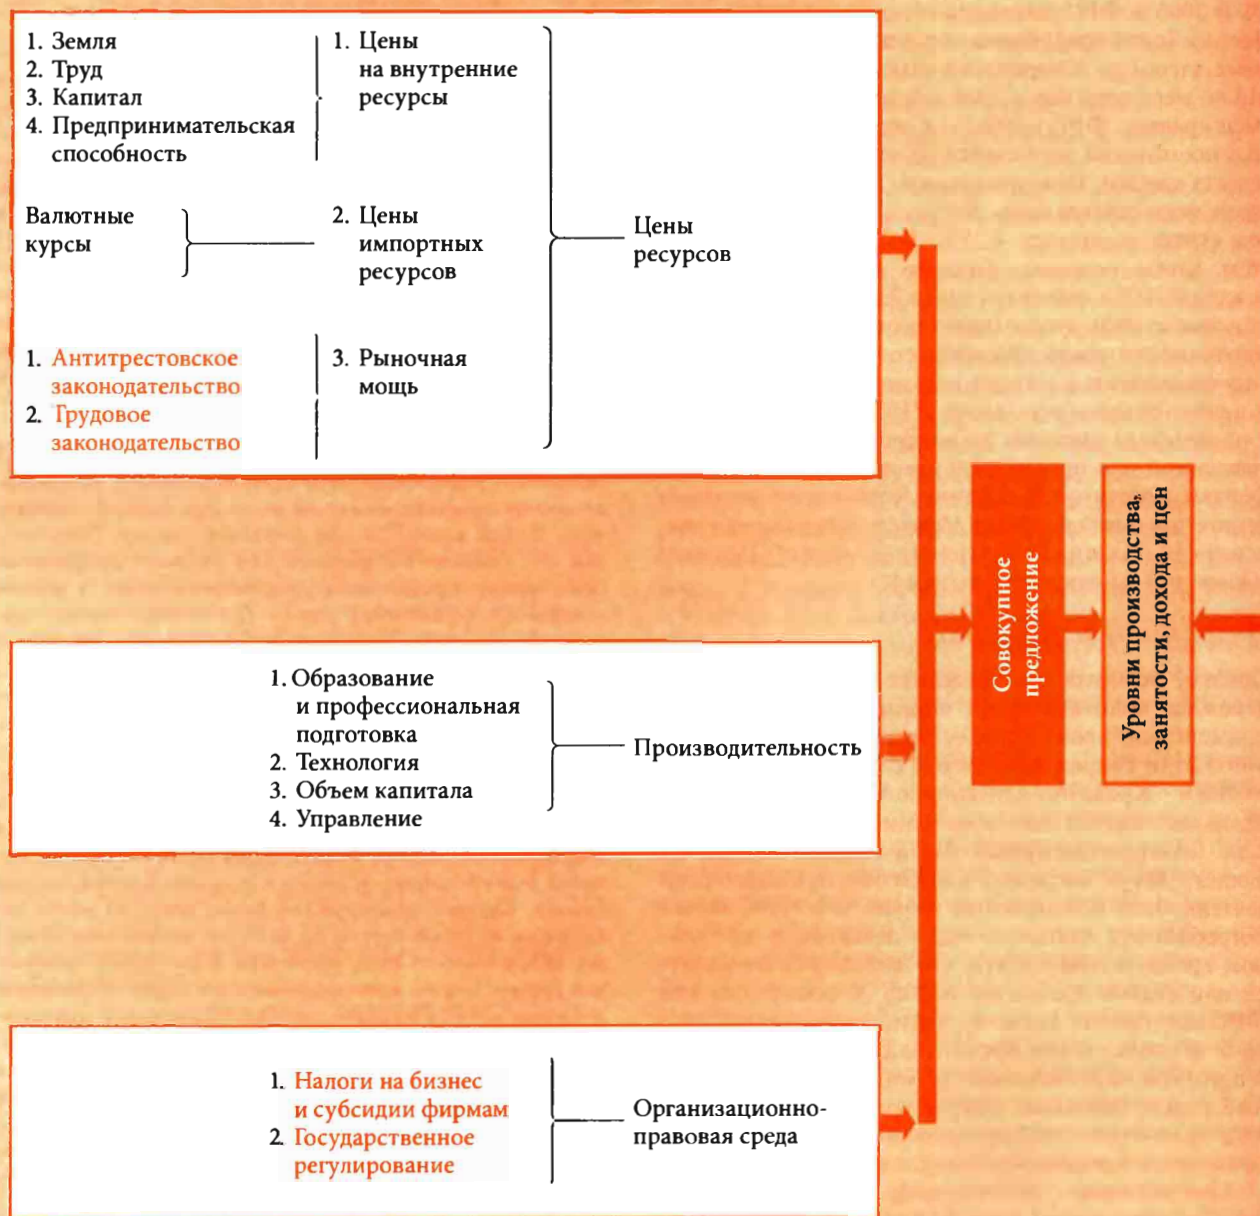 1. Земля
2. Труд
3. Капитал
4. Предпринимательская
способность
1. Цены
на внутренние
ресурсы
Валютные
курсы
2. Цены
импортных
ресурсов
Цены
ресурсов
1. Антитрестовское
законодательство
2. Трудовое
законодательство
3. Рыночная
мощь
1. Образование
и профессиональная
подготовка
2. Технология
3. Объем капитала
4. Управление
Производительность
1. Налоги на бизнес
и субсидии фирмам
2 Государственное
регулирование
Организационно-
правовая среда
Совокупное
предложение
Уровни производства,
занятости, дохода и цен